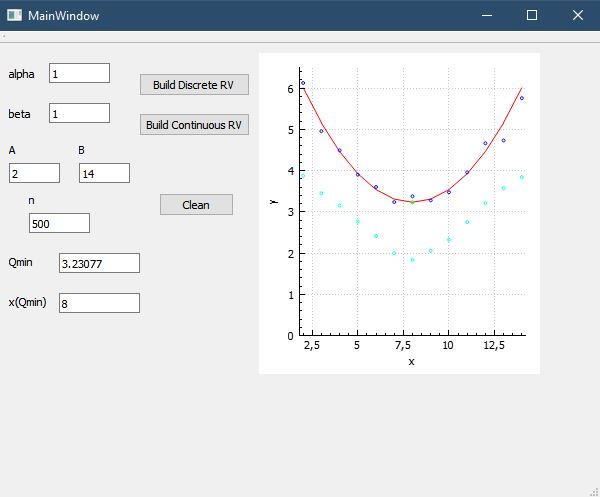 MainWindow
alpha 1
Build Discrete RV
beta 1
Build Continuous RV
A B
2 14
n
Clean
500
Qmin 3.23077
x(Qmin) 8
6
5
4
3
2
1
0
y
2,5 5 7,5 10 12,5
x